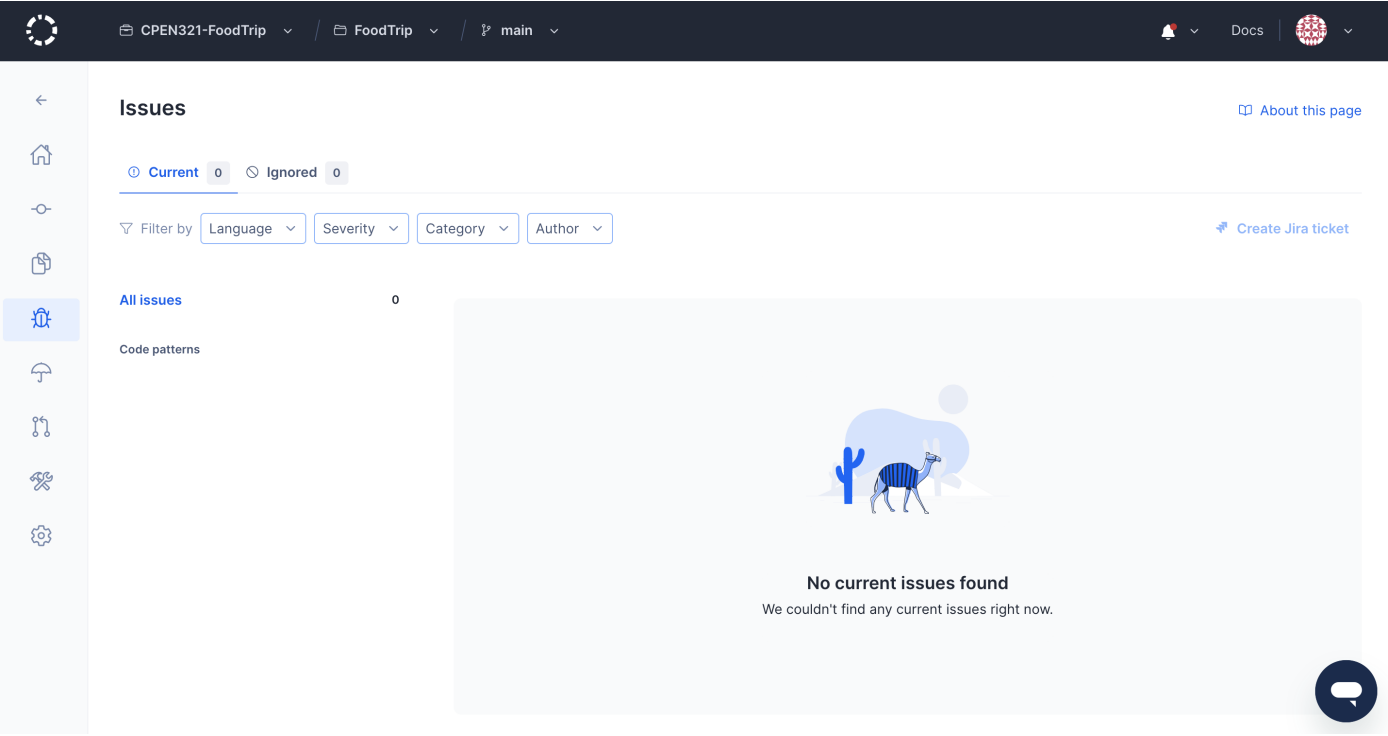 CPEN321-FoodTrip / FoodTrip / main Docs
Issues
About this page
Current 0 Ignored 0
Filter by Language Severity Category Author Create Jira ticket
All issues 0
Code patterns
No current issues found
We couldn't find any current issues right now.